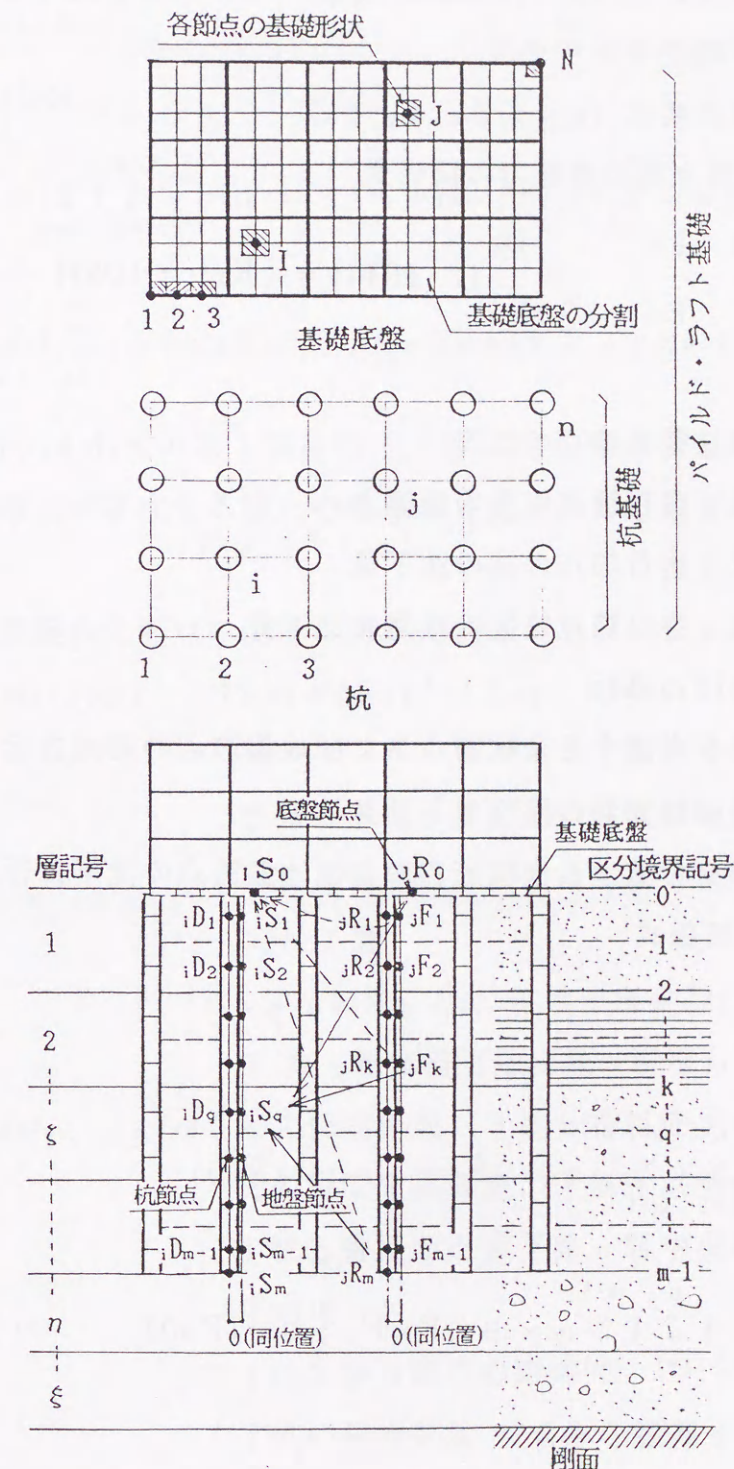 各節点の基礎形状
N
J
I
1 2 3
基礎底盤の分割
基礎底盤
パイルド・ラフト基礎
n
j
i
杭基礎
1 2 3
杭
底盤節点
基礎底盤
層記号 IS0 JR0 区分境界記号
0
1 iD1 iS1 jR1 jF1
1
iD2 iS2 jR2 jF2
2
2 jRk jFk
k
iDq iSq
q
ζ
杭節点 地盤節点
iDm-1 iSm-1 jFm-1
iSm jRm m-1
η 0(同位置) 0(同位置)
ξ
剛面